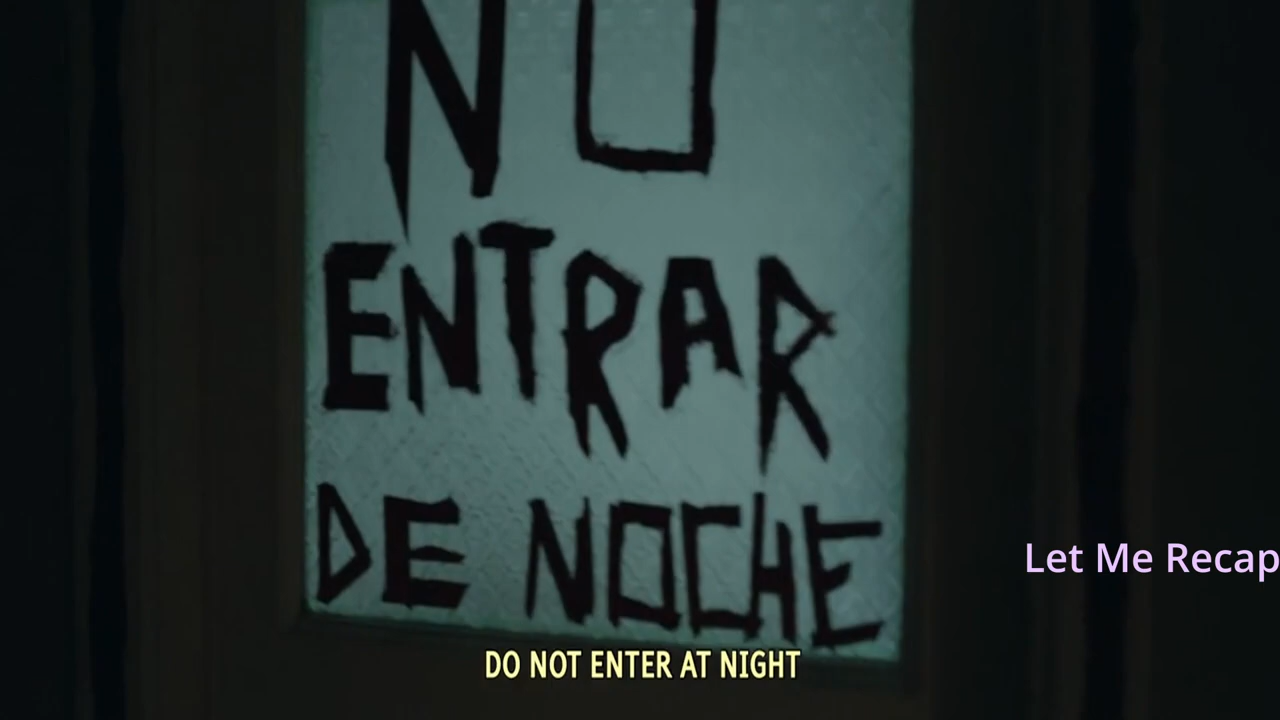 NO
ENTRAR
DE NOCHE
Let Me Recap
DO NOT ENTER AT NIGHT